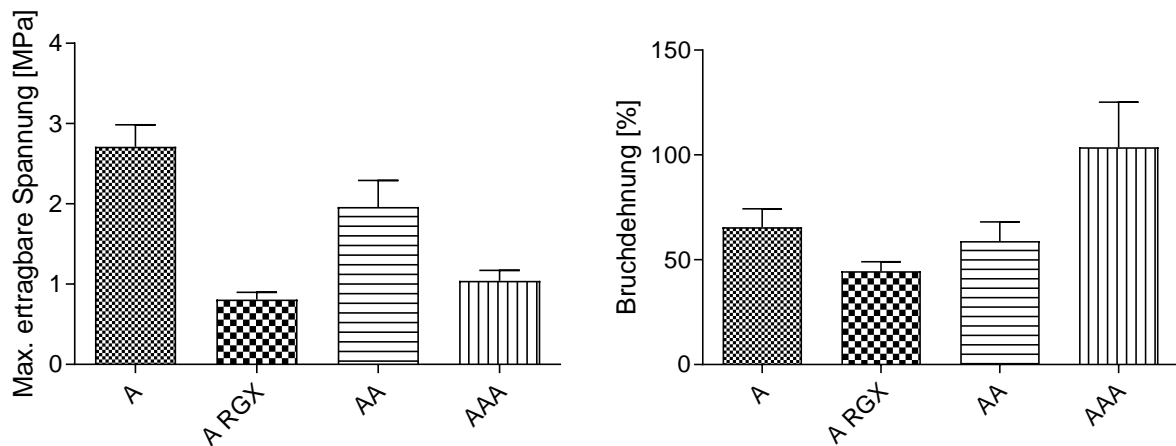 Max. ertragbare Spannung [MPa]
4
3
2
1
0
A
A RGX
AA
AAA
Bruchdehnung [%]
150
100
50
0
A
A RGX
AA
AAA